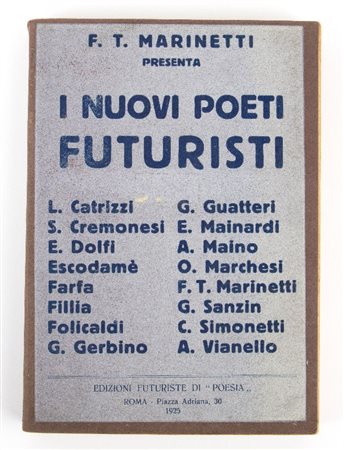 F. T. MARINETTI
PRESENTA
I NUOVI POETI
FUTURISTI
L. Catrizzi
S. Cremonesi
E. Dolfi
Escodamè
Farfa
Fillia
Folicaldi
G. Gerbino
G. Guatteri
E. Mainardi
A. Maino
O. Marchesi
F. T. Marinetti
G. Sanzin
C. Simonetti
A. Vianello
EDIZIONI FUTURISTE DI "POESIA„
ROMA - Piazza Adriana, 30
1925